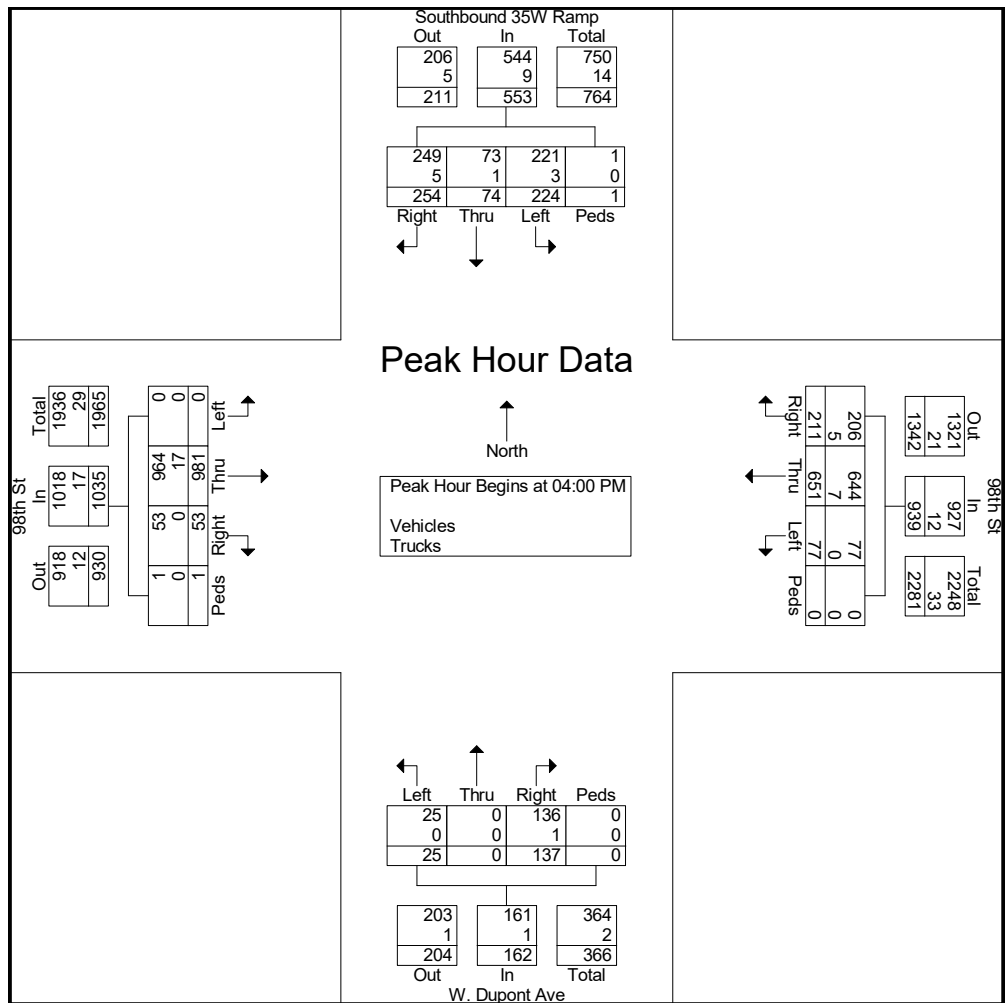 Southbound 35W Ramp
Out In Total
206 544 750
5 9 14
211 553 764
249 73 221 1
5 1 3 0
254 74 224 1
Right Thru Left Peds
Peak Hour Data
North
Peak Hour Begins at 04:00 PM
Vehicles
Trucks
98th St
Total In Out
1936 1018 918
29 17 12
1965 1035 930
0 964 53 1
0 17 0 1
0 981 53 1
Left Thru Right Peds
98th St
Out In Total
1321 927 2248
21 12 33
1342 939 2281
206 644 77 0
5 7 0 0
211 651 77 0
Right Thru Left Peds
Left Thru Right Peds
25 0 136 0
0 0 1 0
25 0 137 0
203 161 364
1 1 2
204 162 366
Out In Total
W. Dupont Ave